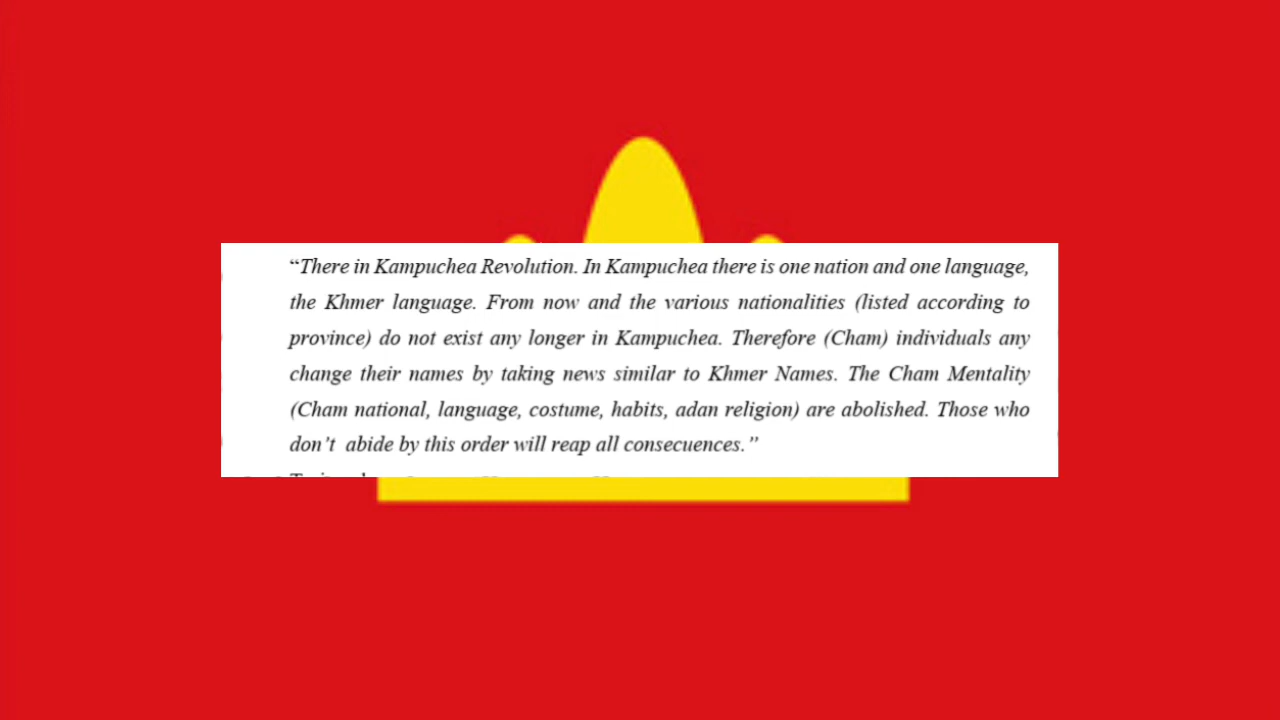 “There in Kampuchea Revolution. In Kampuchea there is one nation and one language,
the Khmer language. From now and the various nationalities (listed according to
province) do not exist any longer in Kampuchea. Therefore (Cham) individuals any
change their names by taking news similar to Khmer Names. The Cham Mentality
(Cham national, language, costume, habits, adan religion) are abolished. Those who
don’t abide by this order will reap all consecuences.”